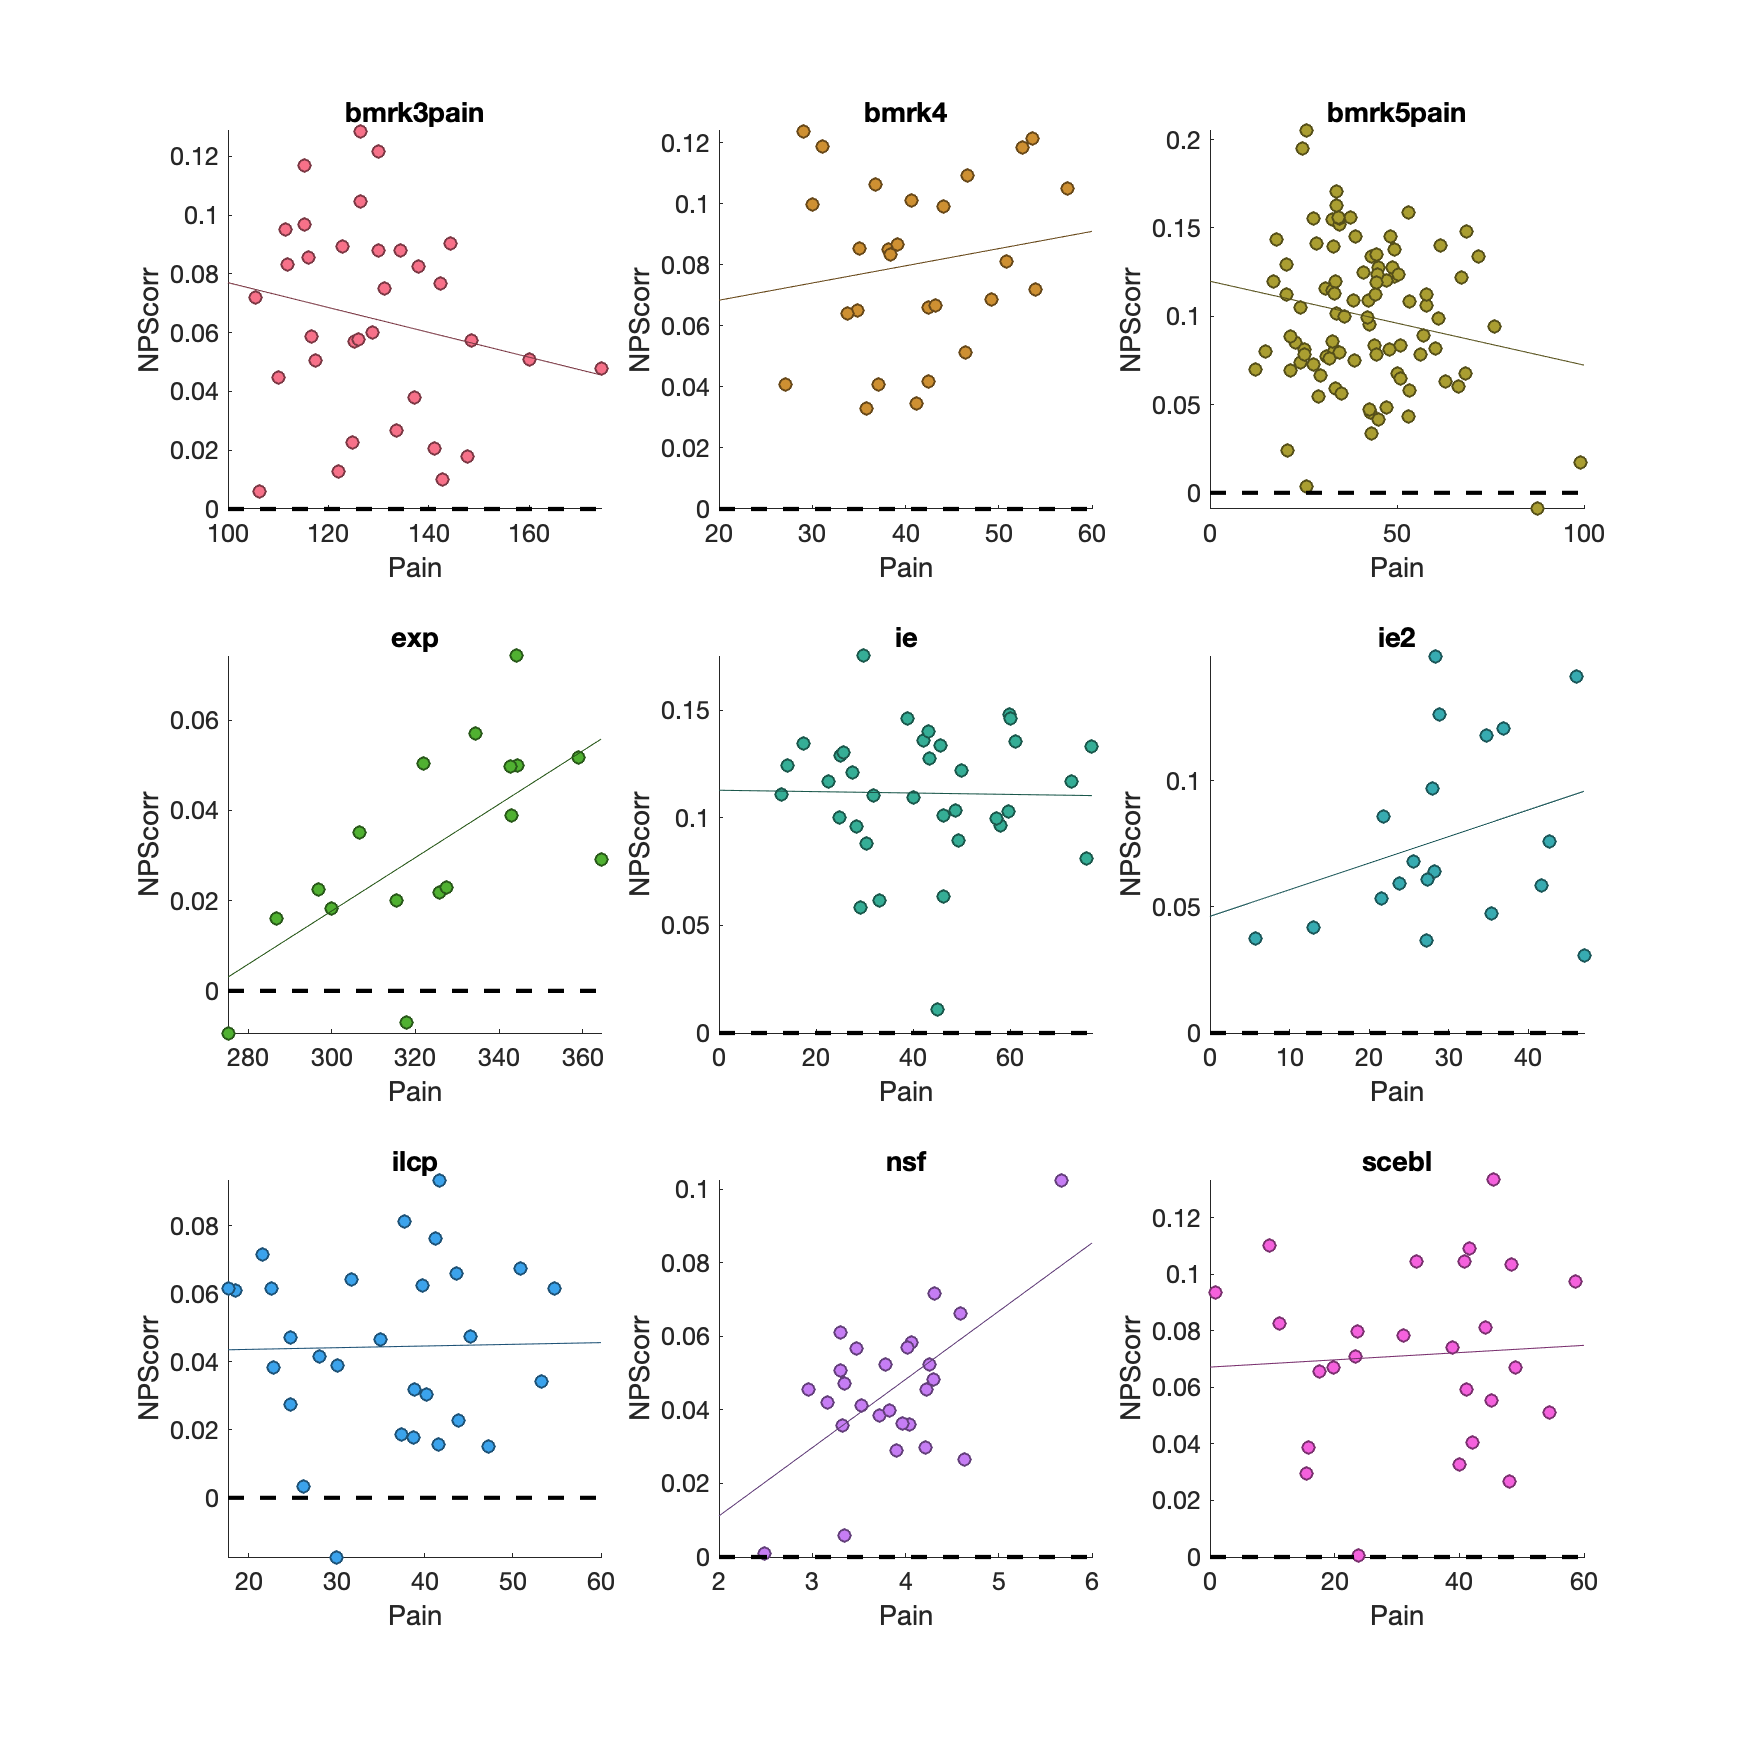 bmrk3pain
bmrk4
bmrk5pain
NPScorr
0.12
0.1
0.08
0.06
0.04
0.02
0
100 120 140 160
Pain
NPScorr
0.12
0.1
0.08
0.06
0.04
0.02
0
20 30 40 50 60
Pain
NPScorr
0.2
0.15
0.1
0.05
0
0 50 100
Pain
exp
ie
ie2
NPScorr
0.06
0.04
0.02
0
280 300 320 340 360
Pain
NPScorr
0.15
0.1
0.05
0
0 20 40 60
Pain
NPScorr
0.1
0.05
0
0 10 20 30 40
Pain
ilcp
nsf
scebl
NPScorr
0.08
0.06
0.04
0.02
0
20 30 40 50 60
Pain
NPScorr
0.1
0.08
0.06
0.04
0.02
0
2 3 4 5 6
Pain
NPScorr
0.12
0.1
0.08
0.06
0.04
0.02
0
0 20 40 60
Pain